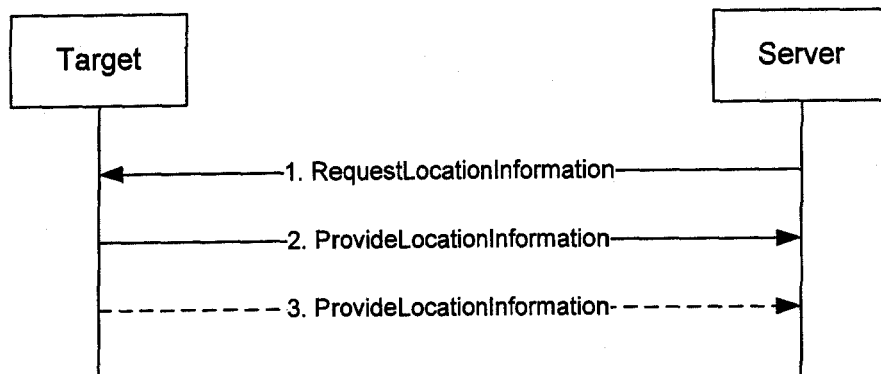 Target
Server
1. RequestLocationInformation
2. ProvideLocationInformation
3. ProvideLocationInformation